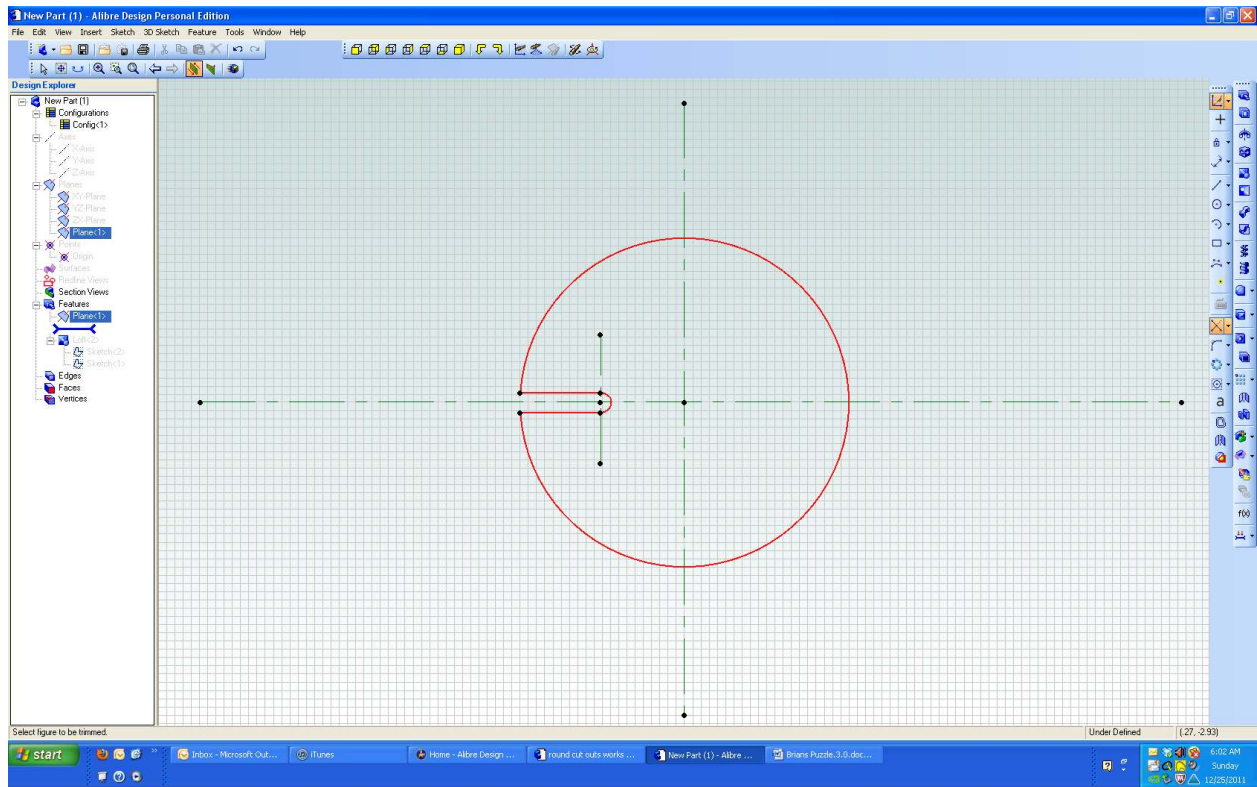 New Part (1) - Alibre Design Personal Edition
File Edit View Insert Sketch 3D Sketch Feature Tools Window Help
Design Explorer
New Part (1)
Configurations
Config<1>
Axes
X-Axis
Y-Axis
Z-Axis
Planes
XY-Plane
YZ-Plane
ZX-Plane
Plane<1>
Points
Origin
Surfaces
Redline Views
Section Views
Features
Plane<1>
Loft<2>
Sketch<2>
Sketch<1>
Edges
Faces
Vertices
a
f(x)
Select figure to be trimmed.
Under Defined
(.27, -2.93)
start
Inbox - Microsoft Out...
iTunes
Home - Alibre Design ...
round cut outs works ...
New Part (1) - Alibre ...
Brians Puzzle.3.0.doc...
6:02 AM
Sunday
12/25/2011